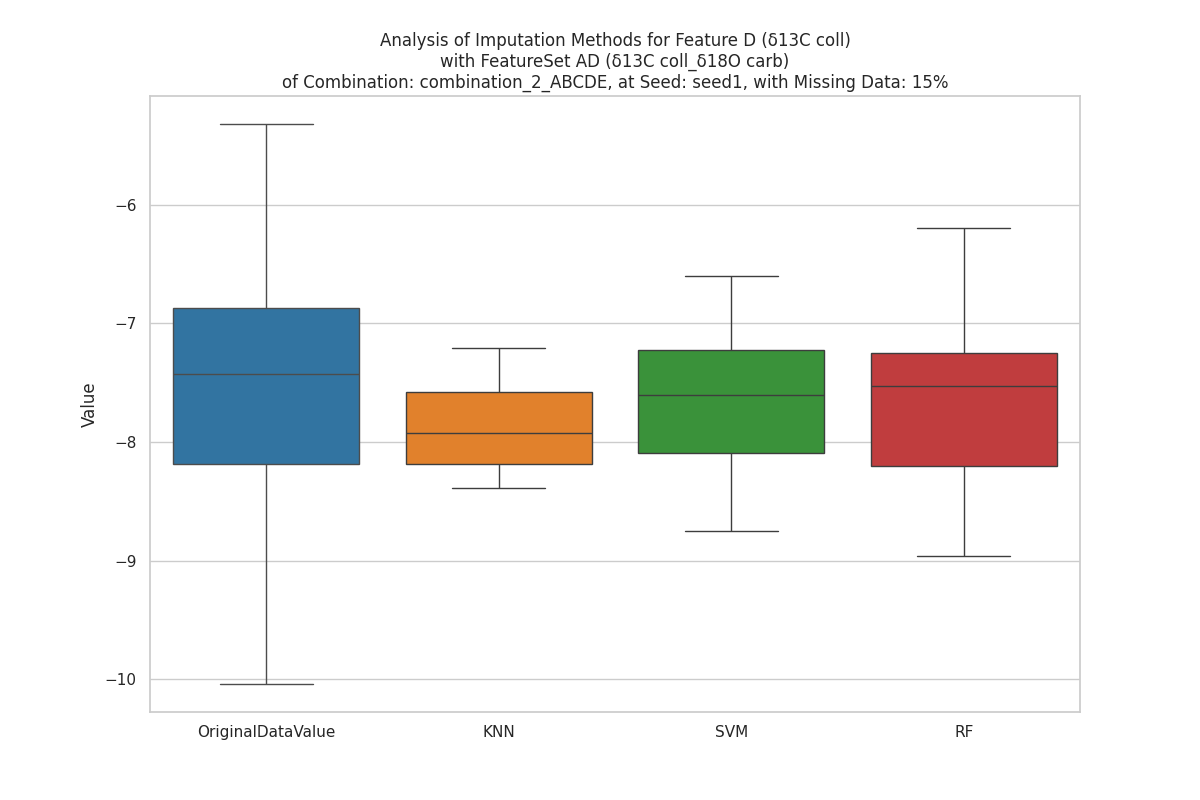 Analysis of Imputation Methods for Feature D (δ13C coll)
with FeatureSet AD (δ13C coll_δ18O carb)
of Combination: combination_2_ABCDE, at Seed: seed1, with Missing Data: 15%
Value
−6
−7
−8
−9
−10
OriginalDataValue
KNN
SVM
RF